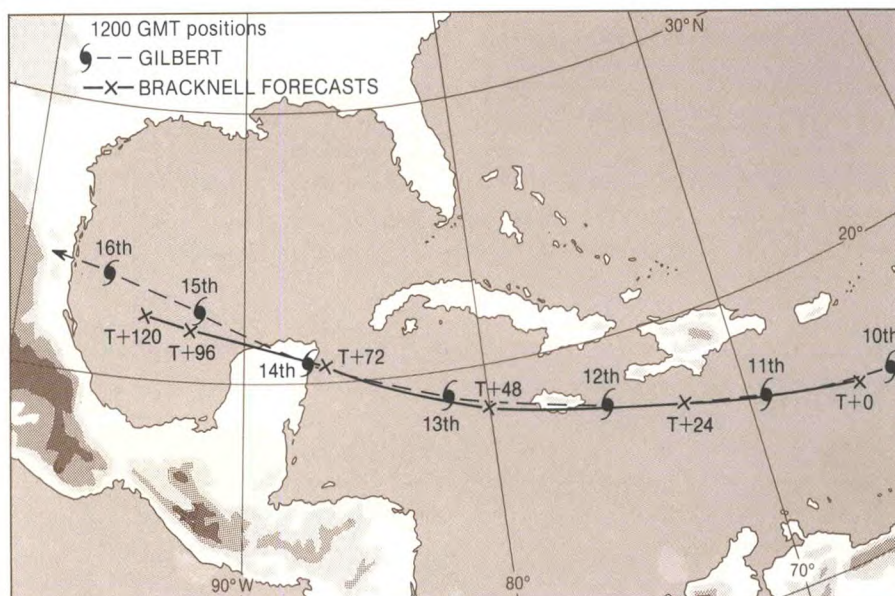 1200 GMT positions
GILBERT
BRACKNELL FORECASTS
30°N
20°
16th
15th
T+120
T+96
14th
T+72
13th
T+48
12th
T+24
11th
10th
T+0
90°W
80°
70°